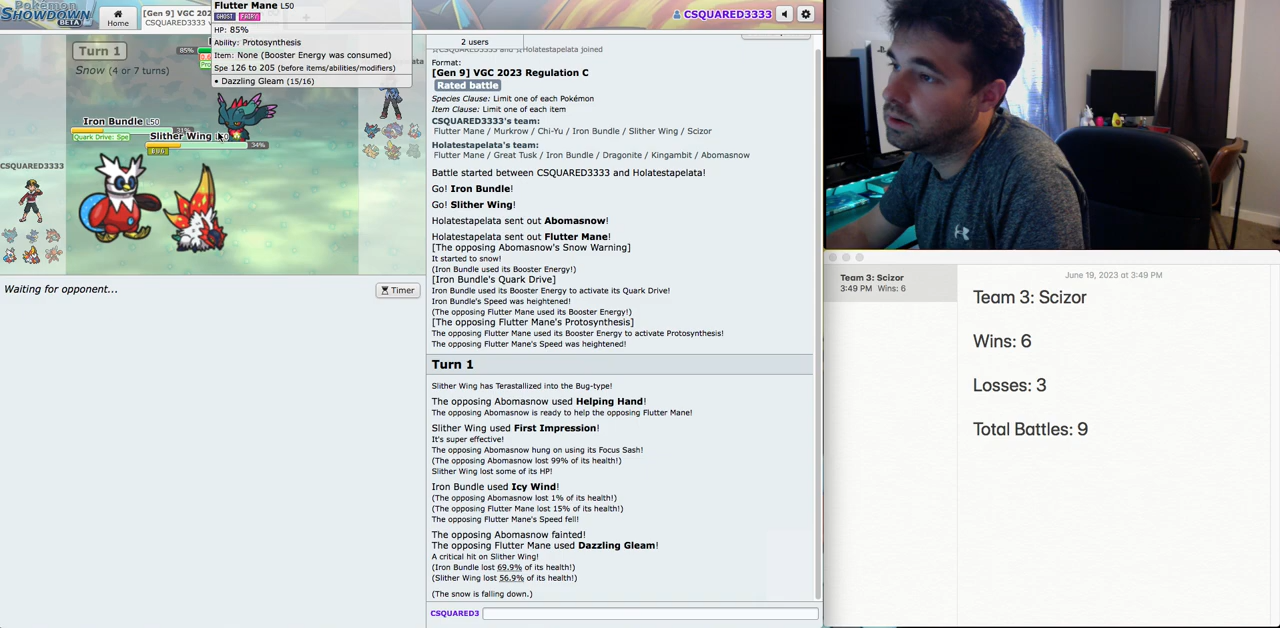 Pokémon
SHOWDOWN
BETA
Home
[Gen 9] VGC 202
CSQUARED3333 v
CSQUARED3333
Flutter Mane L50
GHOST FAIRY
HP: 85%
Ability: Protosynthesis
Item: None (Booster Energy was consumed)
Spe 126 to 205 (before items/abilities/modifiers)
• Dazzling Gleam (15/16)
Turn 1
Snow (4 or 7 turns)
85%
Iron Bundle L50
Quark Drive: Spe
Slither Wing
BUG
34%
CSQUARED3333
Waiting for opponent...
Timer
2 users
Format:
[Gen 9] VGC 2023 Regulation C
Rated battle
Species Clause: Limit one of each Pokémon
Item Clause: Limit one of each item
CSQUARED3333's team:
Flutter Mane / Murkrow / Chi-Yu / Iron Bundle / Slither Wing / Scizor
Holatestapelata's team:
Flutter Mane / Great Tusk / Iron Bundle / Dragonite / Kingambit / Abomasnow
Battle started between CSQUARED3333 and Holatestapelata!
Go! Iron Bundle!
Go! Slither Wing!
Holatestapelata sent out Abomasnow!
Holatestapelata sent out Flutter Mane!
[The opposing Abomasnow's Snow Warning]
It started to snow!
(Iron Bundle used its Booster Energy!)
[Iron Bundle's Quark Drive]
Iron Bundle used its Booster Energy to activate its Quark Drive!
Iron Bundle's Speed was heightened!
(The opposing Flutter Mane used its Booster Energy!)
[The opposing Flutter Mane's Protosynthesis]
The opposing Flutter Mane used its Booster Energy to activate Protosynthesis!
The opposing Flutter Mane's Speed was heightened!
Turn 1
Slither Wing has Terastallized into the Bug-type!
The opposing Abomasnow used Helping Hand!
The opposing Abomasnow is ready to help the opposing Flutter Mane!
Slither Wing used First Impression!
It's super effective!
The opposing Abomasnow hung on using its Focus Sash!
(The opposing Abomasnow lost 99% of its health!)
Slither Wing lost some of its HP!
Iron Bundle used Icy Wind!
(The opposing Abomasnow lost 1% of its health!)
(The opposing Flutter Mane lost 15% of its health!)
The opposing Flutter Mane's Speed fell!
The opposing Abomasnow fainted!
The opposing Flutter Mane used Dazzling Gleam!
A critical hit on Slither Wing!
(Iron Bundle lost 69.9% of its health!)
(Slither Wing lost 56.9% of its health!)
(The snow is falling down.)
CSQUARED3
Team 3: Scizor
3:49 PM Wins: 6
June 19, 2023 at 3:49 PM
Team 3: Scizor
Wins: 6
Losses: 3
Total Battles: 9